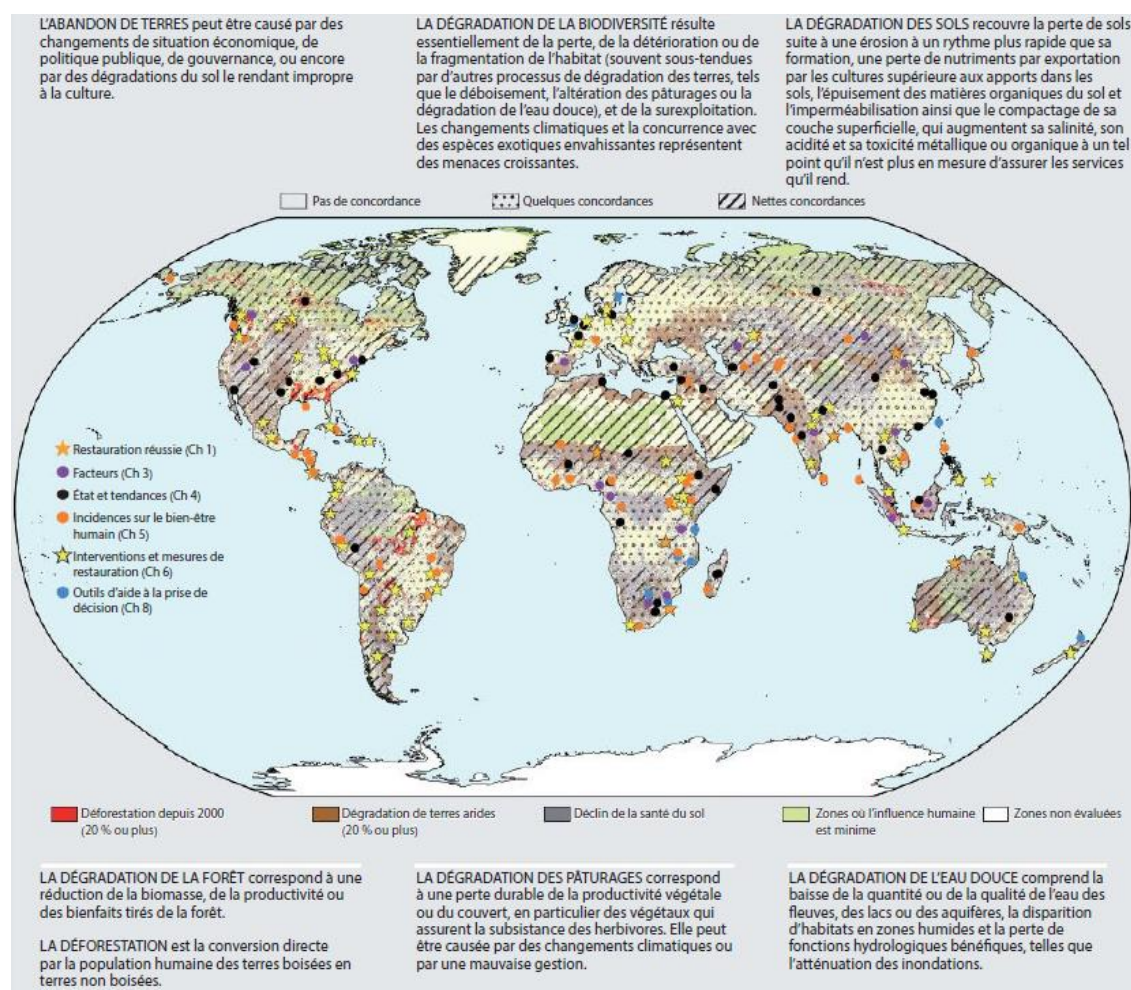 L'ABANDON DE TERRES peut être causé par des
changements de situation économique, de
politique publique, de gouvernance, ou encore
par des dégradations du sol le rendant impropre
à la culture.
LA DÉGRADATION DE LA BIODIVERSITÉ résulte
essentiellement de la perte, de la détérioration ou de
la fragmentation de l'habitat (souvent sous-tendues
par d'autres processus de dégradation des terres, tels
que le déboisement, l'altération des pâturages ou la
dégradation de l'eau douce), et de la surexploitation.
Les changements climatiques et la concurrence avec
des espèces exotiques envahissantes représentent
des menaces croissantes.
LA DÉGRADATION DES SOLS recouvre la perte de sols
suite à une érosion à un rythme plus rapide que sa
formation, une perte de nutriments par exportation
par les cultures supérieure aux apports dans les
sols, l'épuisement des matières organiques du sol et
l'imperméabilisation ainsi que le compactage de sa
couche superficielle, qui augmentent sa salinité, son
acidité et sa toxicité métallique ou organique à un tel
point qu'il n'est plus en mesure d'assurer les services
qu'il rend.
Pas de concordance
Quelques concordances
Nettes concordances
Restauration réussie (Ch 1)
Facteurs (Ch 3)
État et tendances (Ch 4)
Incidences sur le bien-être
humain (Ch 5)
Interventions et mesures de
restauration (Ch 6)
Outils d'aide à la prise de
décision (Ch 8)
Déforestation depuis 2000
(20 % ou plus)
Dégradation de terres arides
(20 % ou plus)
Déclin de la santé du sol
Zones où l'influence humaine
est minime
Zones non évaluées
LA DÉGRADATION DE LA FORÊT correspond à une
réduction de la biomasse, de la productivité ou
des bienfaits tirés de la forêt.
LA DÉFORESTATION est la conversion directe
par la population humaine des terres boisées en
terres non boisées.
LA DÉGRADATION DES PÂTURAGES correspond
à une perte durable de la productivité végétale
ou du couvert, en particulier des végétaux qui
assurent la subsistance des herbivores. Elle peut
être causée par des changements climatiques ou
par une mauvaise gestion.
LA DÉGRADATION DE L'EAU DOUCE comprend la
baisse de la quantité ou de la qualité de l'eau des
fleuves, des lacs ou des aquifères, la disparition
d'habitats en zones humides et la perte de
fonctions hydrologiques bénéfiques, telles que
l'atténuation des inondations.